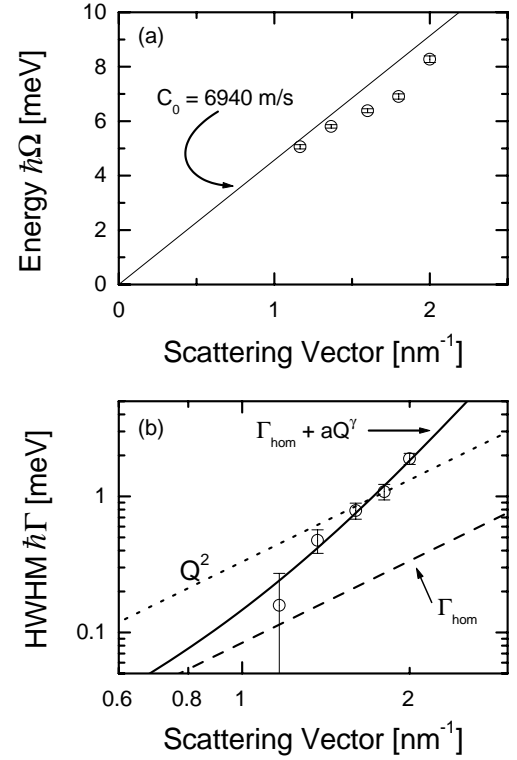 (a)
C₀ = 6940 m/s
Energy ħΩ [meV]
10
8
6
4
2
0
0 1 2
Scattering Vector [nm⁻¹]
(b)
Γhom + aQ^γ
Q²
Γhom
HWHM ħΓ [meV]
1
0.1
0.6 0.8 1 2
Scattering Vector [nm⁻¹]